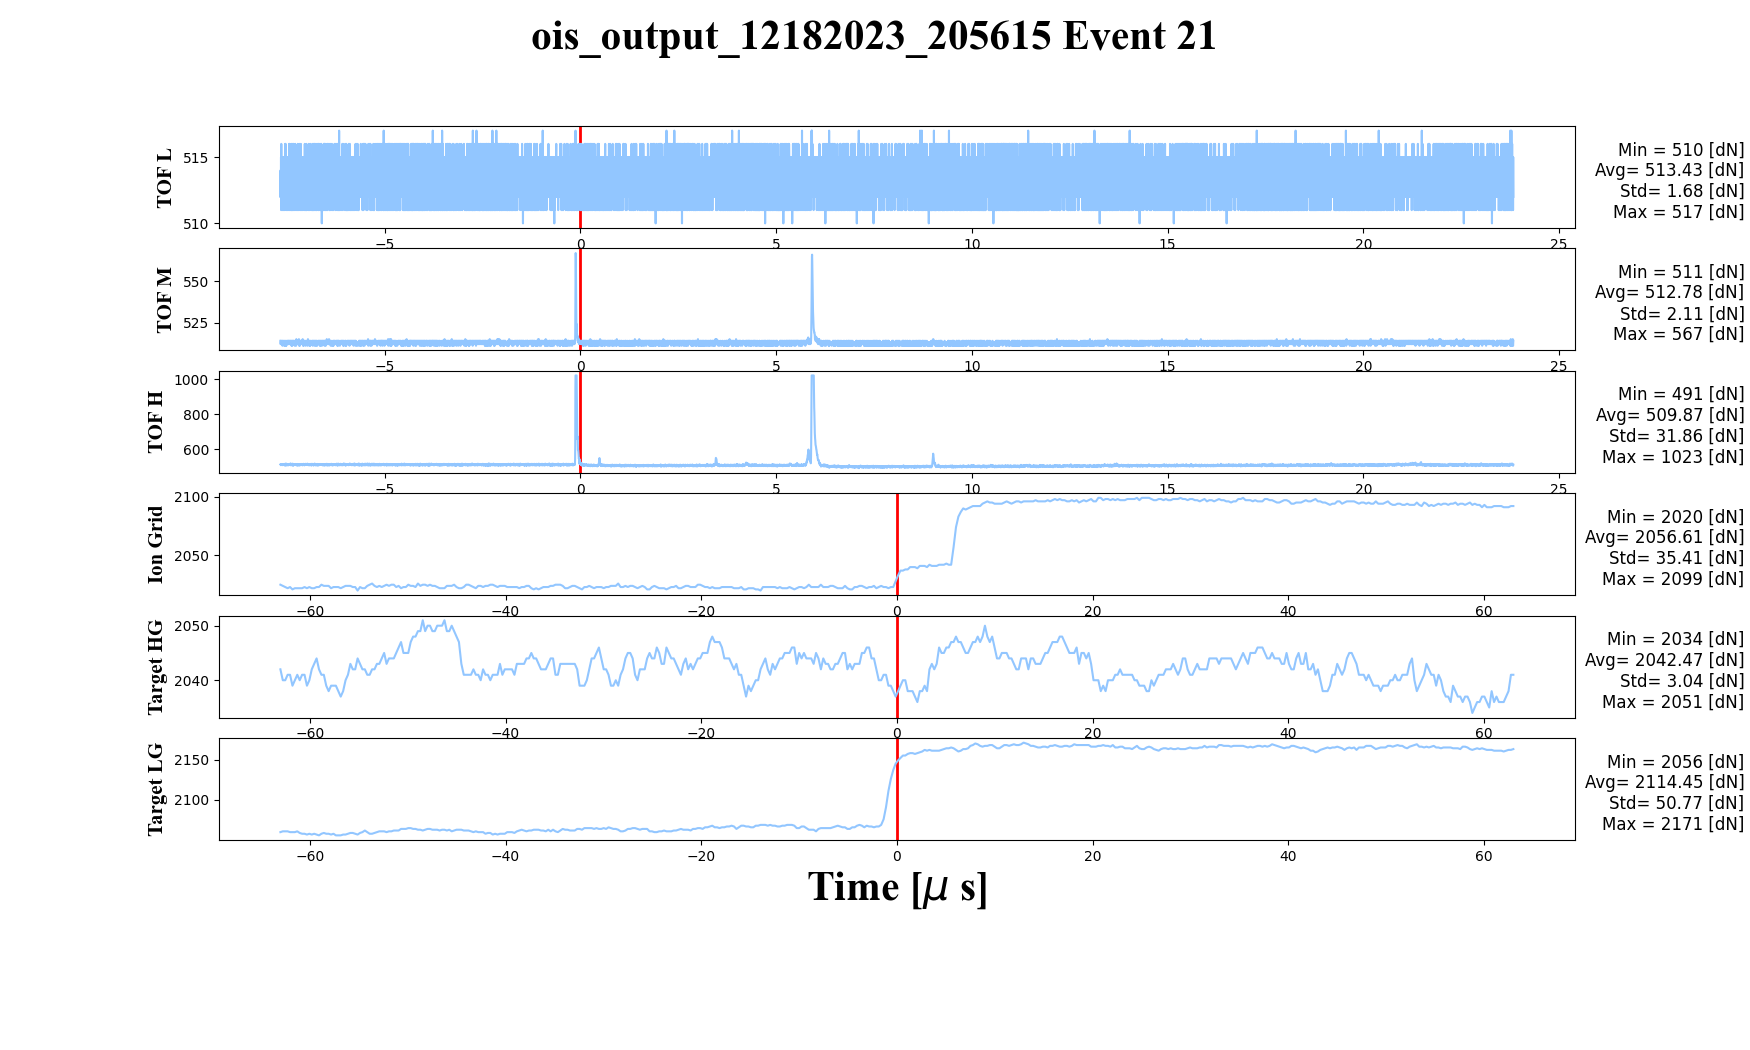 ois_output_12182023_205615 Event 21
TOF L
515
510
−5 0 5 10 15 20 25
Min = 510 [dN]
Avg= 513.43 [dN]
Std= 1.68 [dN]
Max = 517 [dN]
TOF M
550
525
−5 0 5 10 15 20 25
Min = 511 [dN]
Avg= 512.78 [dN]
Std= 2.11 [dN]
Max = 567 [dN]
TOF H
1000
800
600
−5 0 5 10 15 20 25
Min = 491 [dN]
Avg= 509.87 [dN]
Std= 31.86 [dN]
Max = 1023 [dN]
Ion Grid
2100
2050
−60 −40 −20 0 20 40 60
Min = 2020 [dN]
Avg= 2056.61 [dN]
Std= 35.41 [dN]
Max = 2099 [dN]
Target HG
2050
2040
−60 −40 −20 0 20 40 60
Min = 2034 [dN]
Avg= 2042.47 [dN]
Std= 3.04 [dN]
Max = 2051 [dN]
Target LG
2150
2100
−60 −40 −20 0 20 40 60
Min = 2056 [dN]
Avg= 2114.45 [dN]
Std= 50.77 [dN]
Max = 2171 [dN]
Time [μ s]